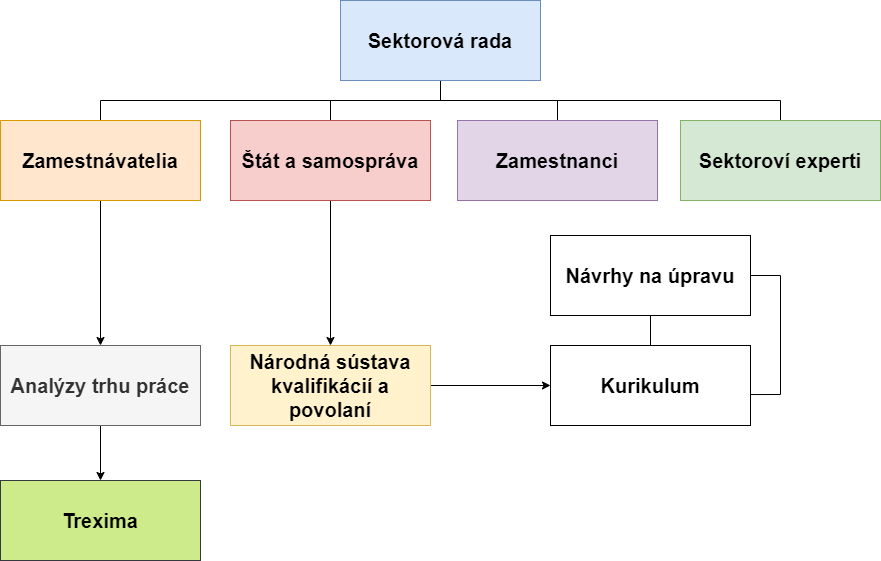 Sektorová rada
Zamestnávatelia
Štát a samospráva
Zamestnanci
Sektoroví experti
Návrhy na úpravu
Analýzy trhu práce
Národná sústava
kvalifikácií a
povolaní
Kurikulum
Trexima